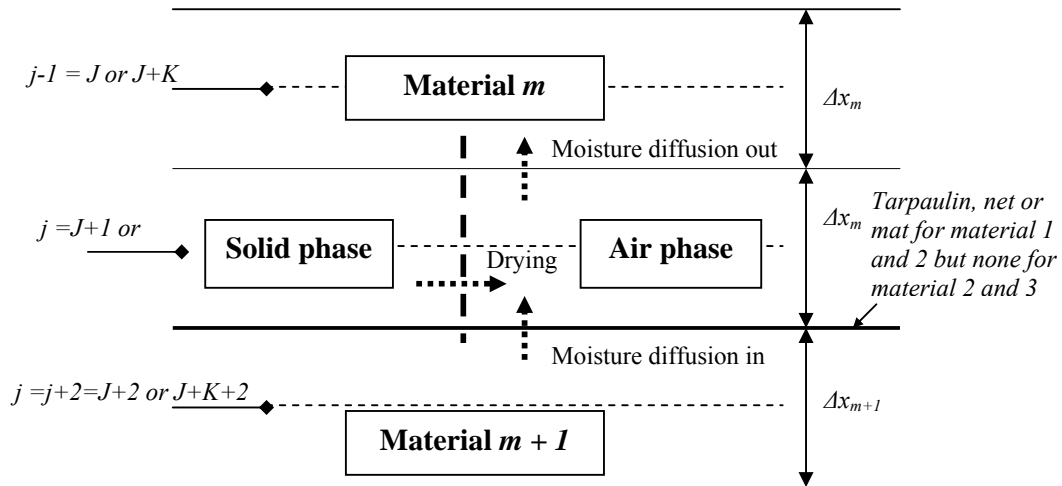 j-1 = J or J+K
Material m
Δx_m
Moisture diffusion out
j =J+1 or
Solid phase
Air phase
Δx_m
Drying
Tarpaulin, net or
mat for material 1
and 2 but none for
material 2 and 3
Moisture diffusion in
j =j+2=J+2 or J+K+2
Δx_{m+1}
Material m + 1